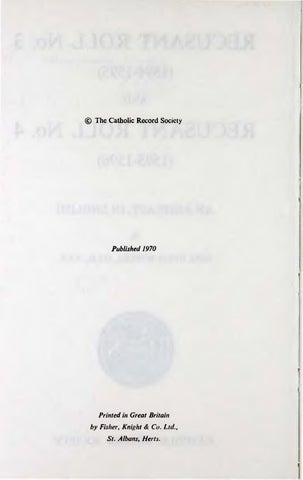 © The Catholic Record Society
Published 1970
Printed in Great Britain
by Fisher, Knight & Co. Ltd.,
St. Albans, Herts.